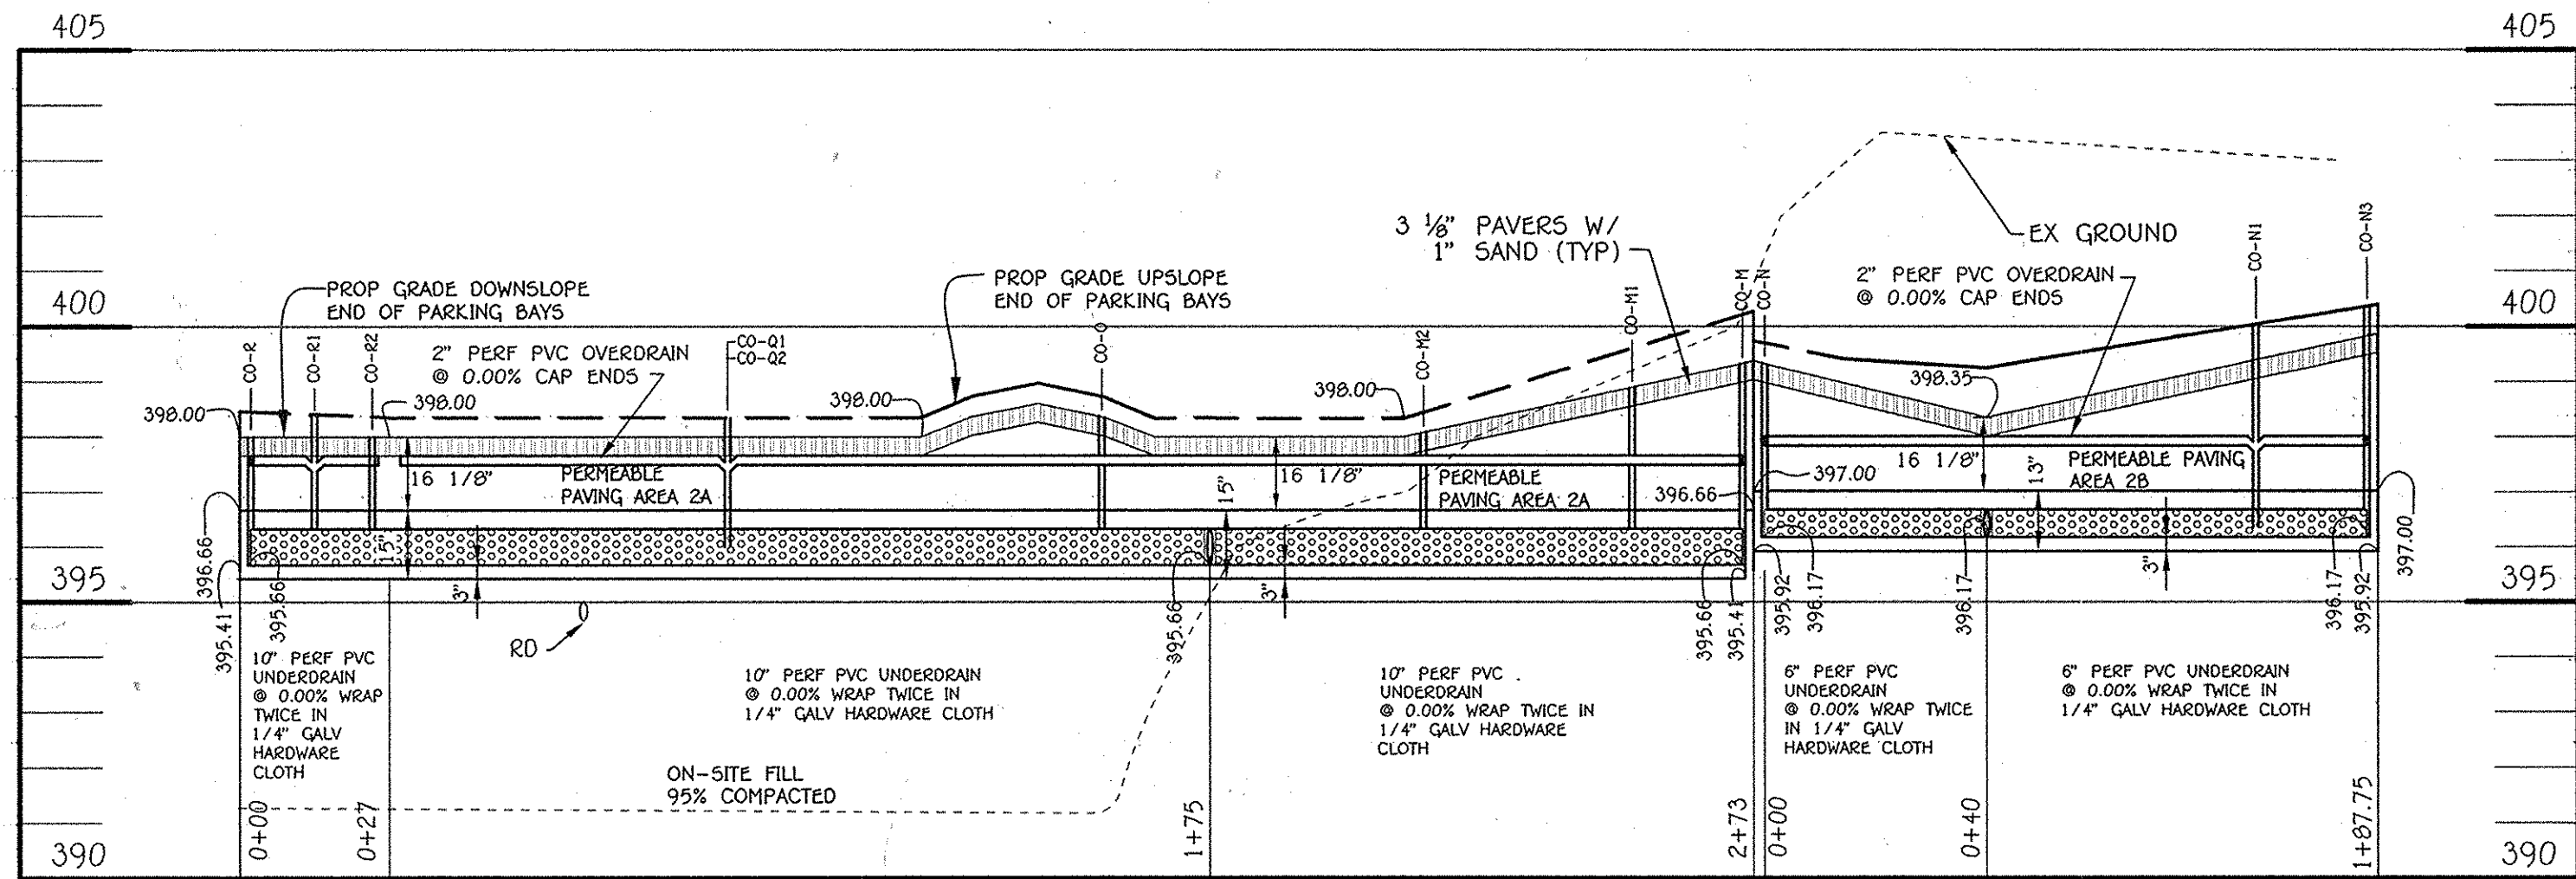 405
405
3 1/8" PAVERS W/
1" SAND (TYP)
EX GROUND
PROP GRADE DOWNSLOPE
END OF PARKING BAYS
PROP GRADE UPSLOPE
END OF PARKING BAYS
2" PERF PVC OVERDRAIN
@ 0.00% CAP ENDS
400
400
2" PERF PVC OVERDRAIN
@ 0.00% CAP ENDS
CO-R
CO-R1
CO-R2
CO-Q1
CO-Q2
CO-O
CO-M2
CO-M1
CO-M
CO-N
CO-N1
CO-N3
398.00
398.00
398.00
398.00
398.35
16 1/8"
PERMEABLE
PAVING AREA 2A
16 1/8"
PERMEABLE
PAVING AREA 2A
16 1/8"
PERMEABLE PAVING
AREA 2B
15"
15"
13"
396.66
397.00
397.00
396.66
395.41
395.66
3"
395.66
3"
395.66
395.41
395.92
396.17
396.17
3"
396.17
395.92
395
395
RD
10" PERF PVC
UNDERDRAIN
@ 0.00% WRAP
TWICE IN
1/4" GALV
HARDWARE
CLOTH
10" PERF PVC UNDERDRAIN
@ 0.00% WRAP TWICE IN
1/4" GALV HARDWARE CLOTH
10" PERF PVC
UNDERDRAIN
@ 0.00% WRAP TWICE IN
1/4" GALV HARDWARE
CLOTH
6" PERF PVC
UNDERDRAIN
@ 0.00% WRAP TWICE
IN 1/4" GALV
HARDWARE CLOTH
6" PERF PVC UNDERDRAIN
@ 0.00% WRAP TWICE IN
1/4" GALV HARDWARE CLOTH
ON-SITE FILL
95% COMPACTED
0+00
0+27
1+75
2+73
0+00
0+40
1+87.75
390
390